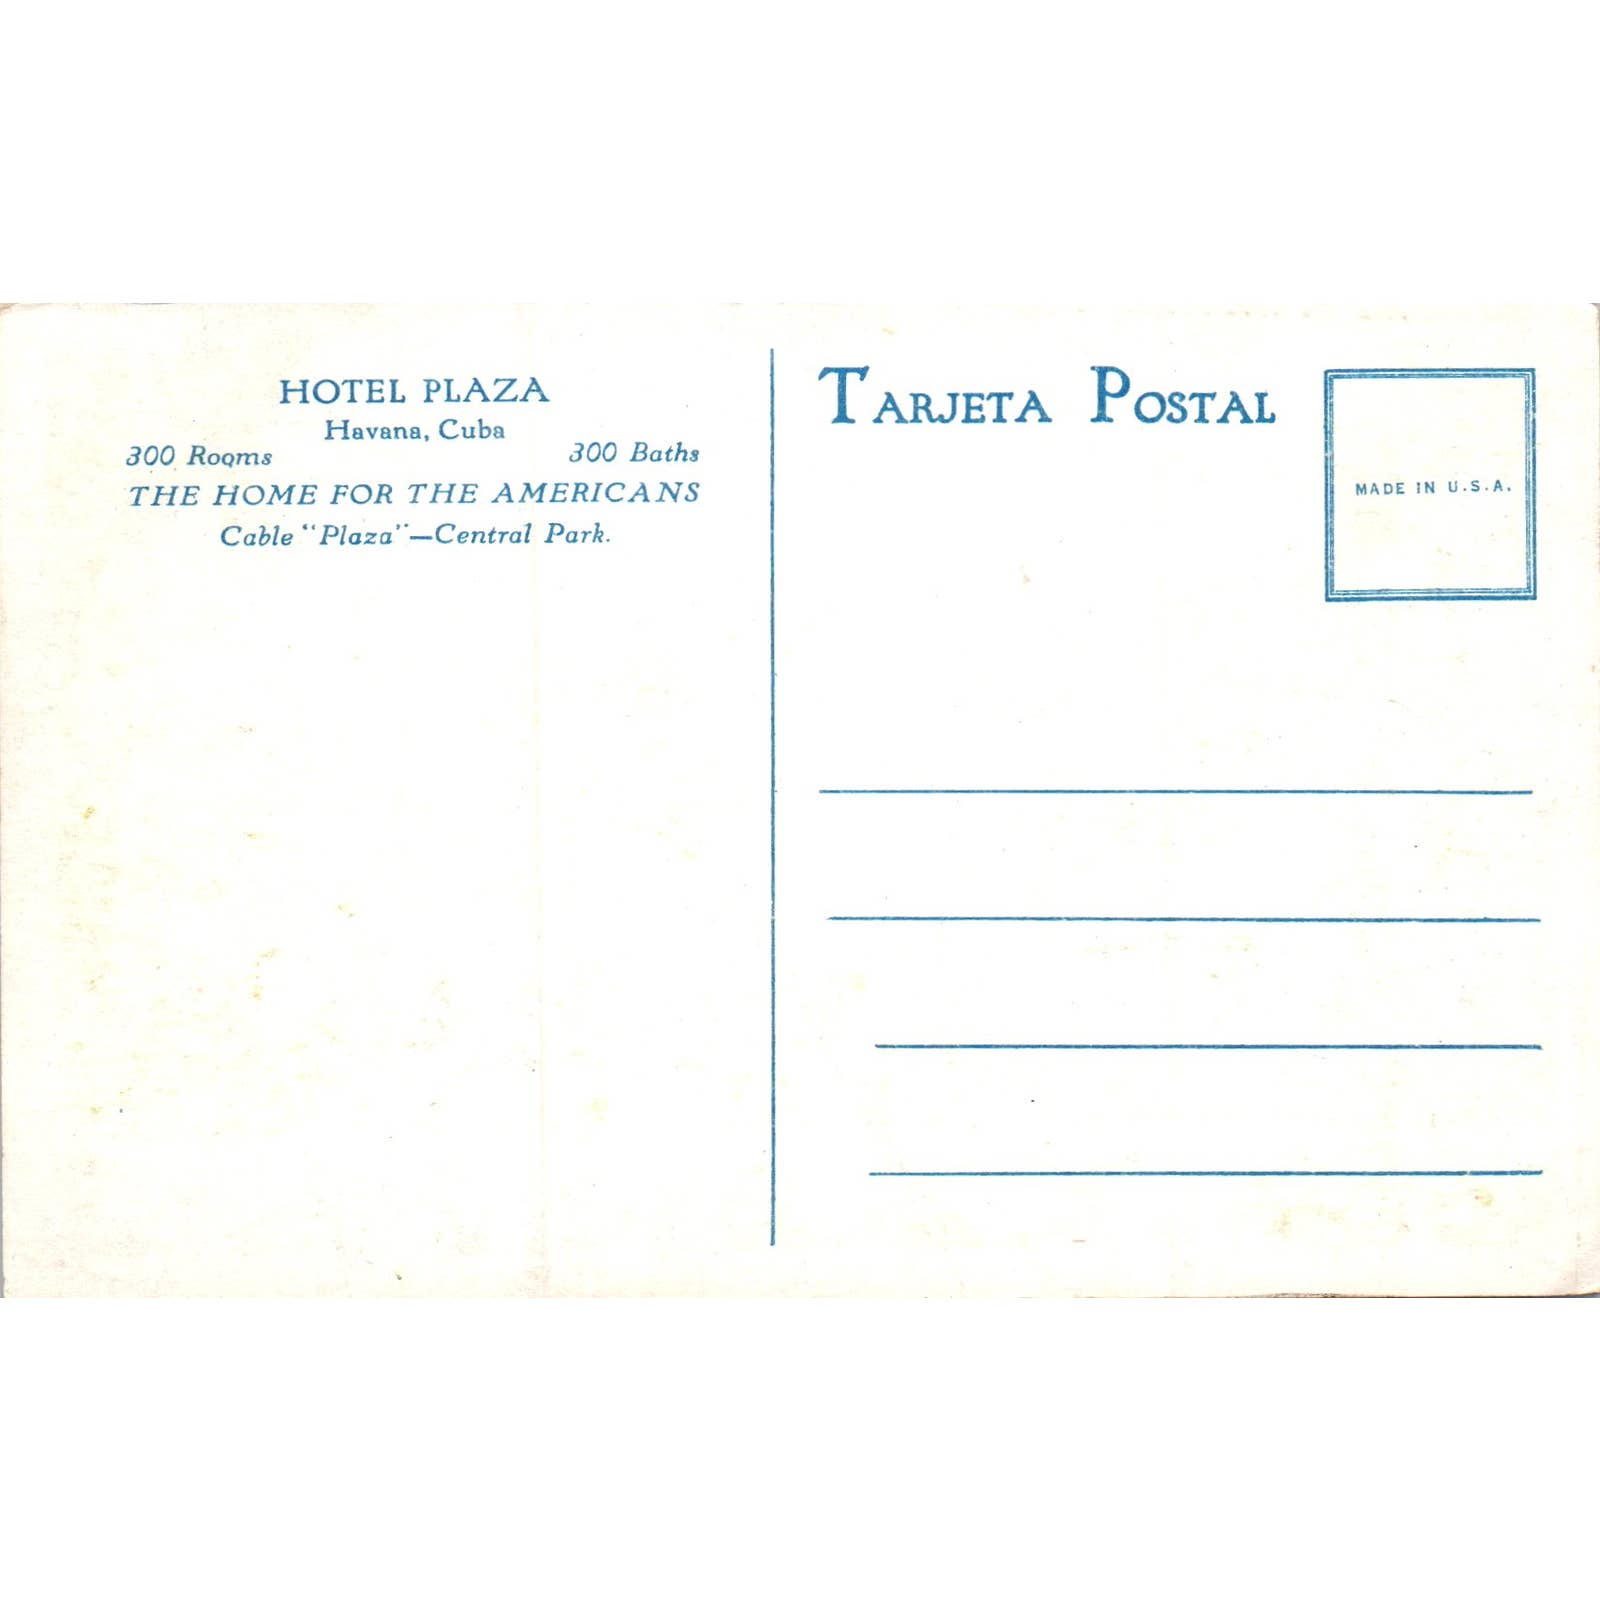 HOTEL PLAZA
Havana, Cuba
300 Rooms 300 Baths
THE HOME FOR THE AMERICANS
Cable "Plaza"—Central Park.
TARJETA POSTAL
MADE IN U.S.A.